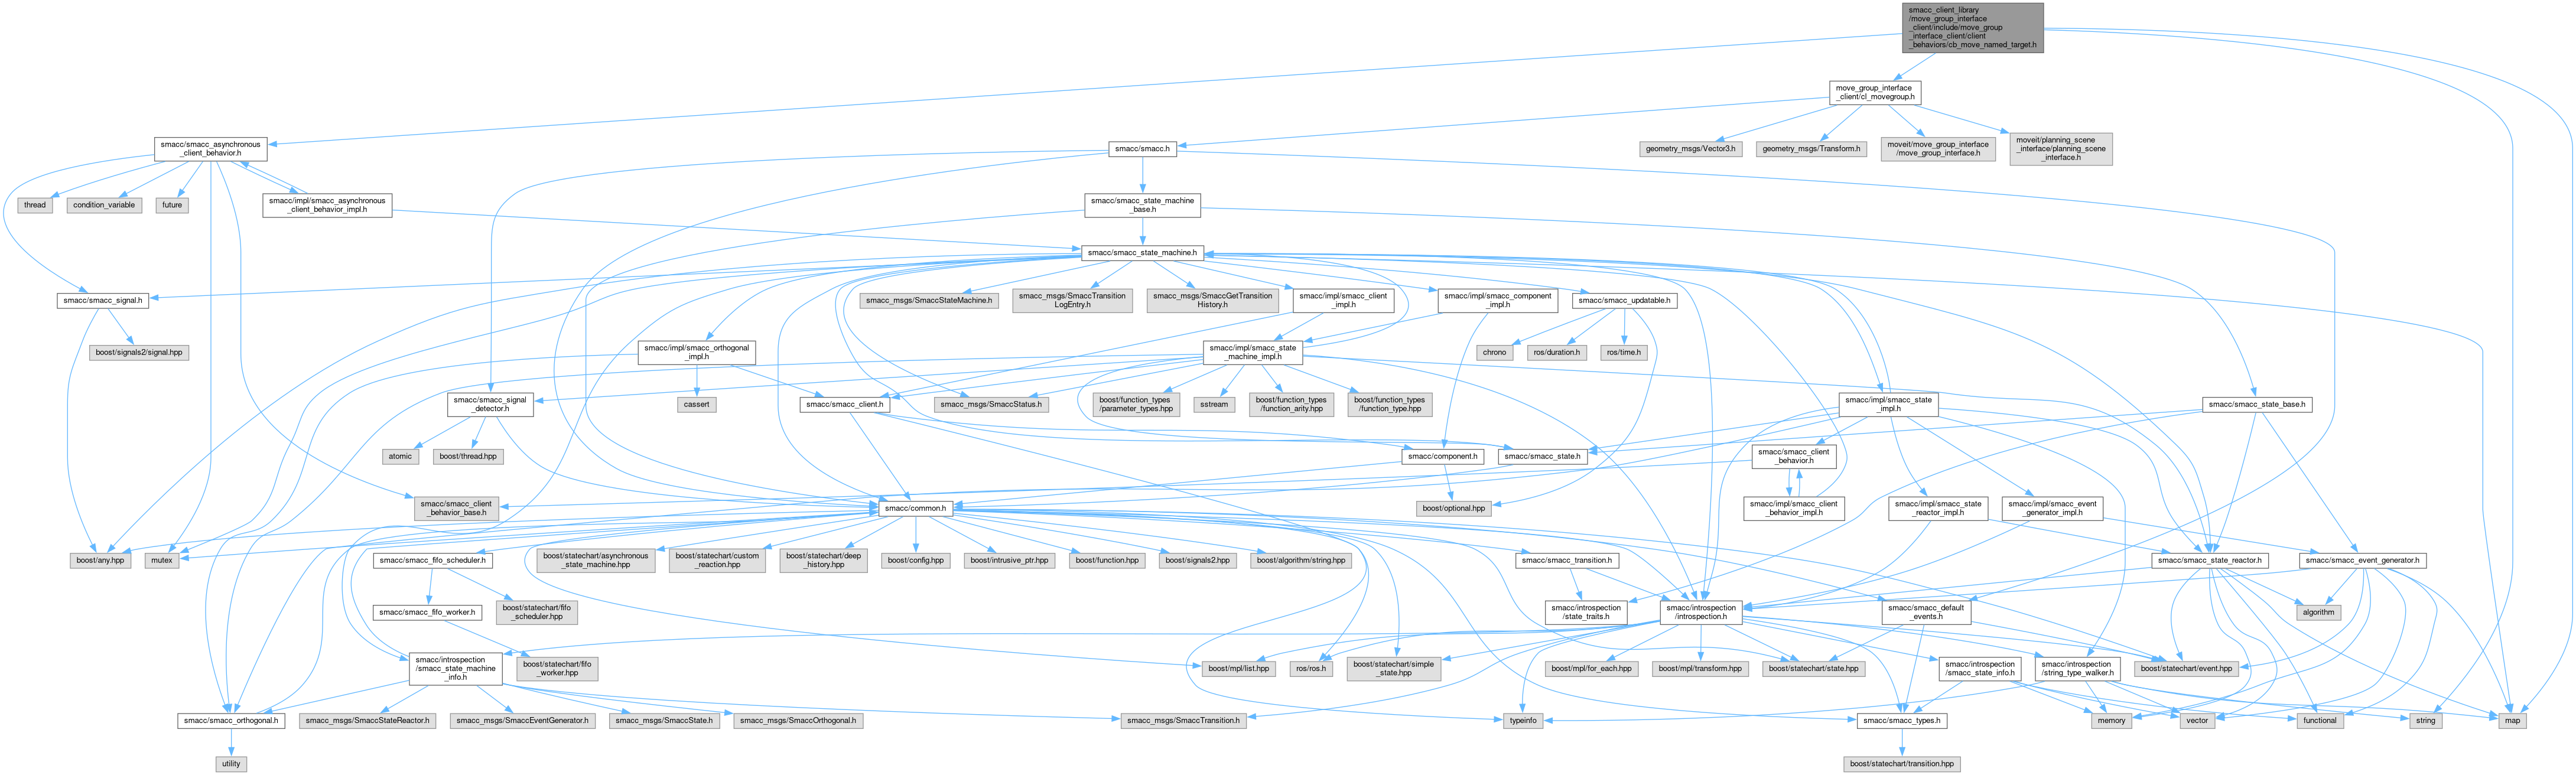 smacc_client_library
/move_group_interface
_client/include/move_group
_interface_client/client
_behaviors/cb_move_named_target.h
move_group_interface
_client/cl_movegroup.h
smacc/smacc_asynchronous
_client_behavior.h
smacc/smacc.h
geometry_msgs/Vector3.h
geometry_msgs/Transform.h
moveit/move_group_interface
/move_group_interface.h
moveit/planning_scene
_interface/planning_scene
_interface.h
thread
condition_variable
future
smacc/impl/smacc_asynchronous
_client_behavior_impl.h
smacc/smacc_state_machine
_base.h
smacc/smacc_state_machine.h
smacc/smacc_signal.h
smacc_msgs/SmaccStateMachine.h
smacc_msgs/SmaccTransition
LogEntry.h
smacc_msgs/SmaccGetTransition
History.h
smacc/impl/smacc_client
_impl.h
smacc/impl/smacc_component
_impl.h
smacc/smacc_updatable.h
boost/signals2/signal.hpp
smacc/impl/smacc_orthogonal
_impl.h
smacc/impl/smacc_state
_machine_impl.h
chrono
ros/duration.h
ros/time.h
smacc/smacc_signal
_detector.h
cassert
smacc/smacc_client.h
smacc_msgs/SmaccStatus.h
boost/function_types
/parameter_types.hpp
sstream
boost/function_types
/function_arity.hpp
boost/function_types
/function_type.hpp
smacc/impl/smacc_state
_impl.h
smacc/smacc_state_base.h
atomic
boost/thread.hpp
smacc/component.h
smacc/smacc_state.h
smacc/smacc_client
_behavior.h
smacc/smacc_client
_behavior_base.h
smacc/common.h
boost/optional.hpp
smacc/impl/smacc_client
_behavior_impl.h
smacc/impl/smacc_state
_reactor_impl.h
smacc/impl/smacc_event
_generator_impl.h
boost/any.hpp
mutex
smacc/smacc_fifo_scheduler.h
boost/statechart/asynchronous
_state_machine.hpp
boost/statechart/custom
_reaction.hpp
boost/statechart/deep
_history.hpp
boost/config.hpp
boost/intrusive_ptr.hpp
boost/function.hpp
boost/signals2.hpp
boost/algorithm/string.hpp
smacc/smacc_transition.h
smacc/smacc_state_reactor.h
smacc/smacc_event_generator.h
smacc/smacc_fifo_worker.h
boost/statechart/fifo
_scheduler.hpp
smacc/introspection
/state_traits.h
smacc/introspection
/introspection.h
smacc/smacc_default
_events.h
algorithm
smacc/introspection
/smacc_state_machine
_info.h
boost/statechart/fifo
_worker.hpp
boost/mpl/list.hpp
ros/ros.h
boost/statechart/simple
_state.hpp
boost/mpl/for_each.hpp
boost/mpl/transform.hpp
boost/statechart/state.hpp
smacc/introspection
/smacc_state_info.h
smacc/introspection
/string_type_walker.h
boost/statechart/event.hpp
smacc/smacc_orthogonal.h
smacc_msgs/SmaccStateReactor.h
smacc_msgs/SmaccEventGenerator.h
smacc_msgs/SmaccState.h
smacc_msgs/SmaccOrthogonal.h
smacc_msgs/SmaccTransition.h
typeinfo
smacc/smacc_types.h
memory
vector
functional
string
map
utility
boost/statechart/transition.hpp